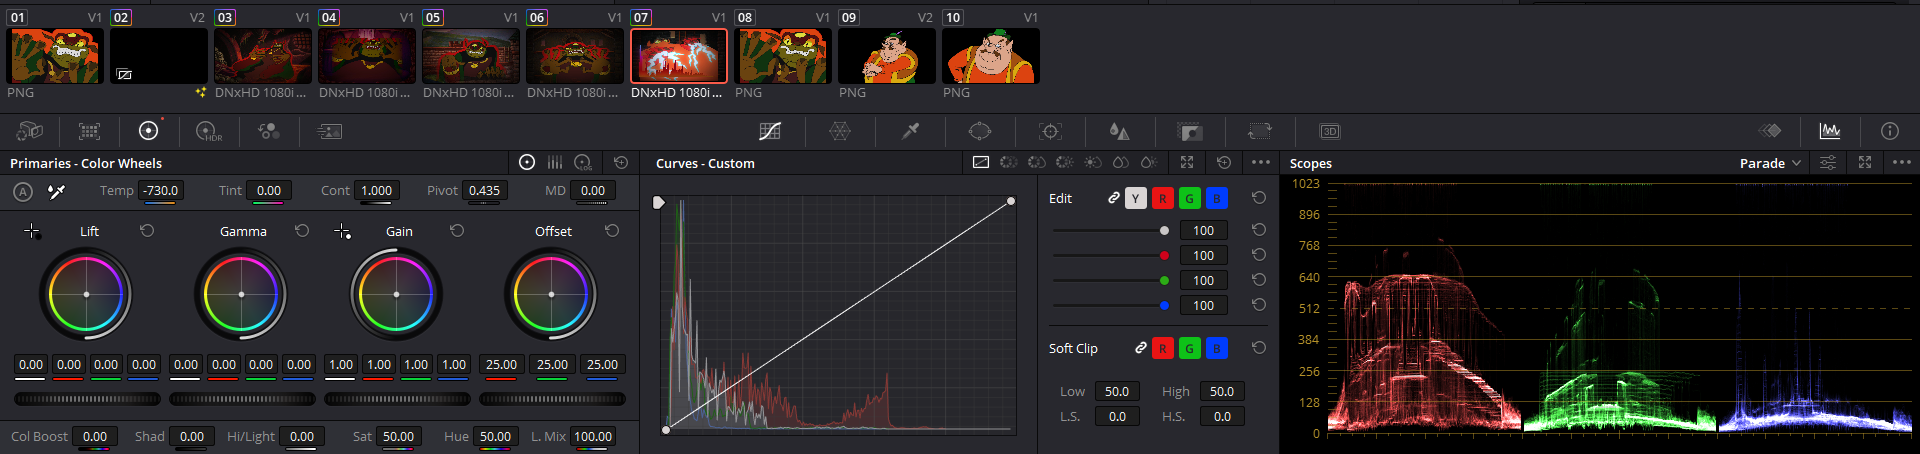 01 V1 02 V2 03 V1 04 V1 05 V1 06 V1 07 V1 08 V1 09 V2 10 V1
PNG DNxHD 1080i... DNxHD 1080i... DNxHD 1080i... DNxHD 1080i... DNxHD 1080i... PNG PNG PNG
HDR 3D
Primaries - Color Wheels
A Temp -730.0 Tint 0.00 Cont 1.000 Pivot 0.435 MD 0.00
Lift Gamma Gain Offset
0.00 0.00 0.00 0.00 0.00 0.00 0.00 0.00 1.00 1.00 1.00 1.00 25.00 25.00 25.00
Col Boost 0.00 Shad 0.00 Hi/Light 0.00 Sat 50.00 Hue 50.00 L. Mix 100.00
Curves - Custom
Edit Y R G B
100
100
100
100
Soft Clip R G B
Low 50.0 High 50.0
L.S. 0.0 H.S. 0.0
Scopes Parade
1023
896
768
640
512
384
256
128
0